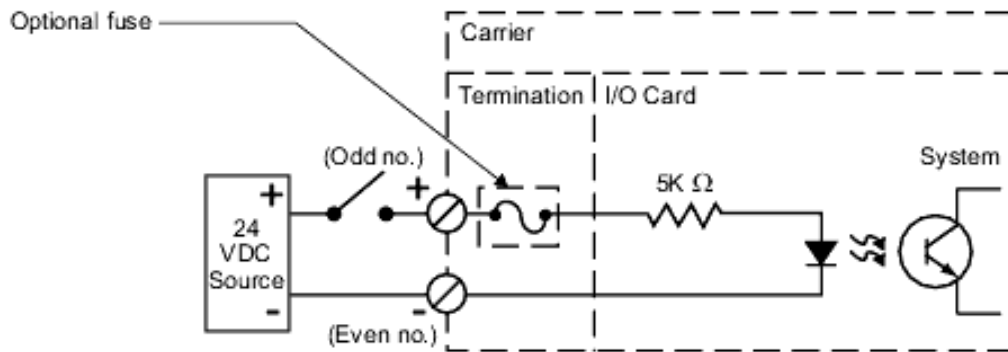 Optional fuse
Carrier
Termination
I/O Card
(Odd no.)
System
+
+
5K Ω
24
VDC
Source
-
-
(Even no.)